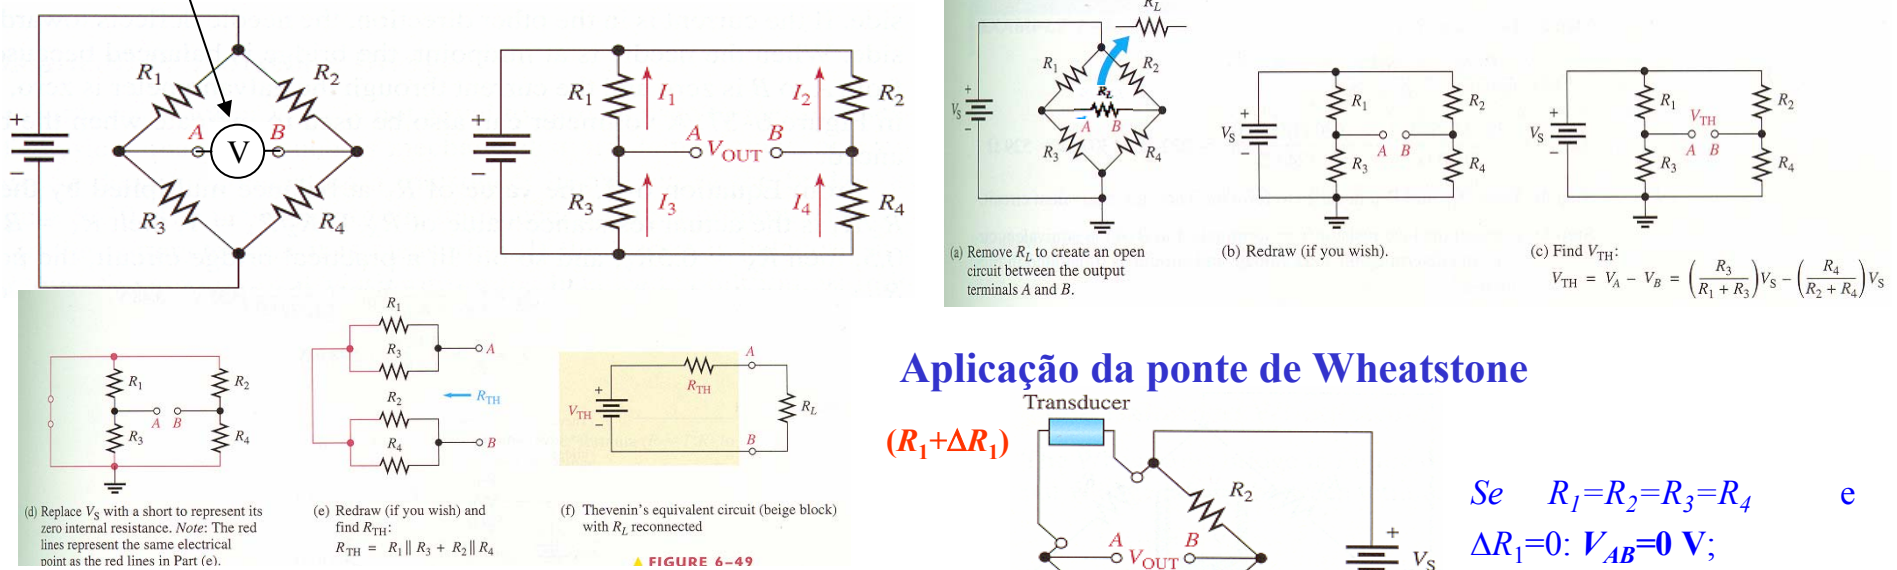 R1
R2
+
A
B
V
−
R3
R4
R1
I1
I2
R2
+
A
B
VOUT
−
R3
I3
I4
R4
RL
R1
R2
RL
+
VS
−
A
B
R3
R4
(a) Remove RL to create an open
circuit between the output
terminals A and B.
+
VS
−
R1
R2
A B
R3
R4
(b) Redraw (if you wish).
+
VS
−
R1
R2
VTH
A B
R3
R4
(c) Find VTH:
VTH = VA − VB = (R3 / R1 + R3)VS − (R4 / R2 + R4)VS
R1
R2
A B
R3
R4
(d) Replace VS with a short to represent its
zero internal resistance. Note: The red
lines represent the same electrical
point as the red lines in Part (e).
R1
A
R3
RTH
R2
R4
B
(e) Redraw (if you wish) and
find RTH:
RTH = R1 || R3 + R2 || R4
A
RTH
+
VTH
−
RL
B
(f) Thevenin's equivalent circuit (beige block)
with RL reconnected
▲ FIGURE 6–49
Aplicação da ponte de Wheatstone
Transducer
(R1+ΔR1)
R2
A
B
VOUT
+
VS
Se R1=R2=R3=R4 e
ΔR1=0: VAB=0 V;